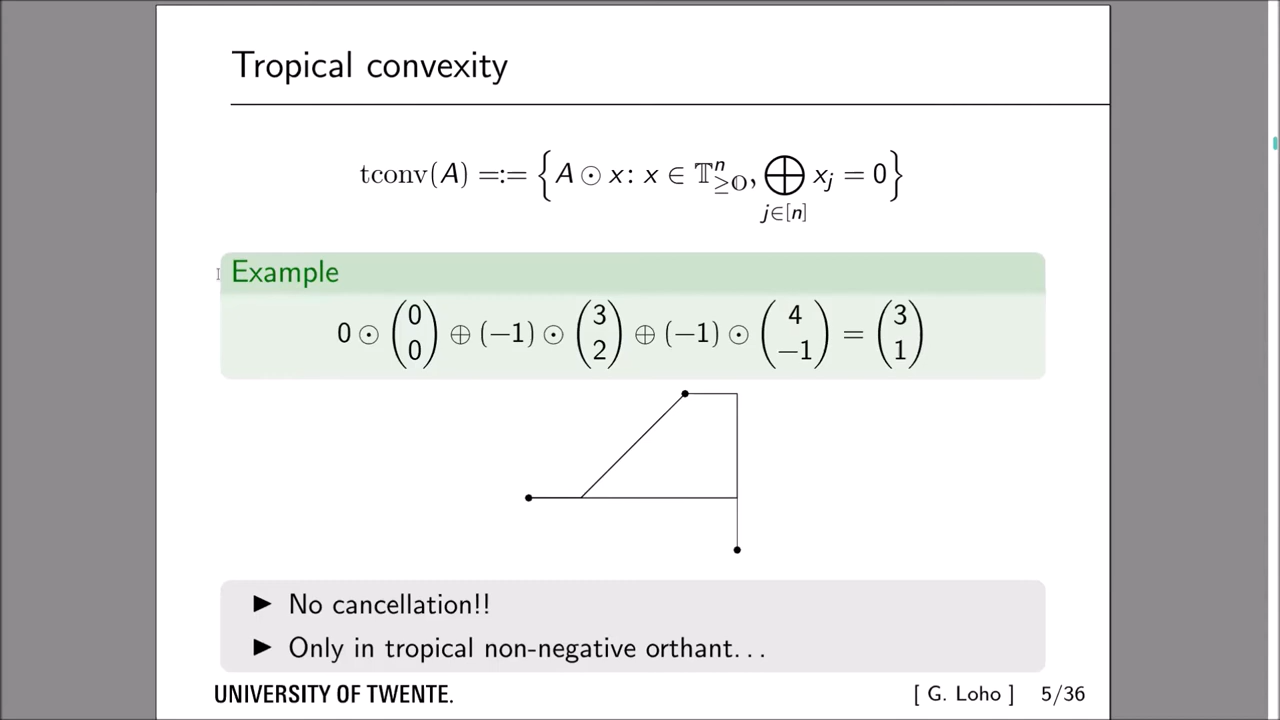 Tropical convexity
tconv(A) =:= {A ⊙ x : x ∈ 𝕋ⁿ≥𝕆, ⨁ xⱼ = 0}
j∈[n]
Example
0 ⊙ (0 0) ⊕ (−1) ⊙ (3 2) ⊕ (−1) ⊙ (4 −1) = (3 1)
▶ No cancellation!!
▶ Only in tropical non-negative orthant...
UNIVERSITY OF TWENTE. [ G. Loho ] 5/36